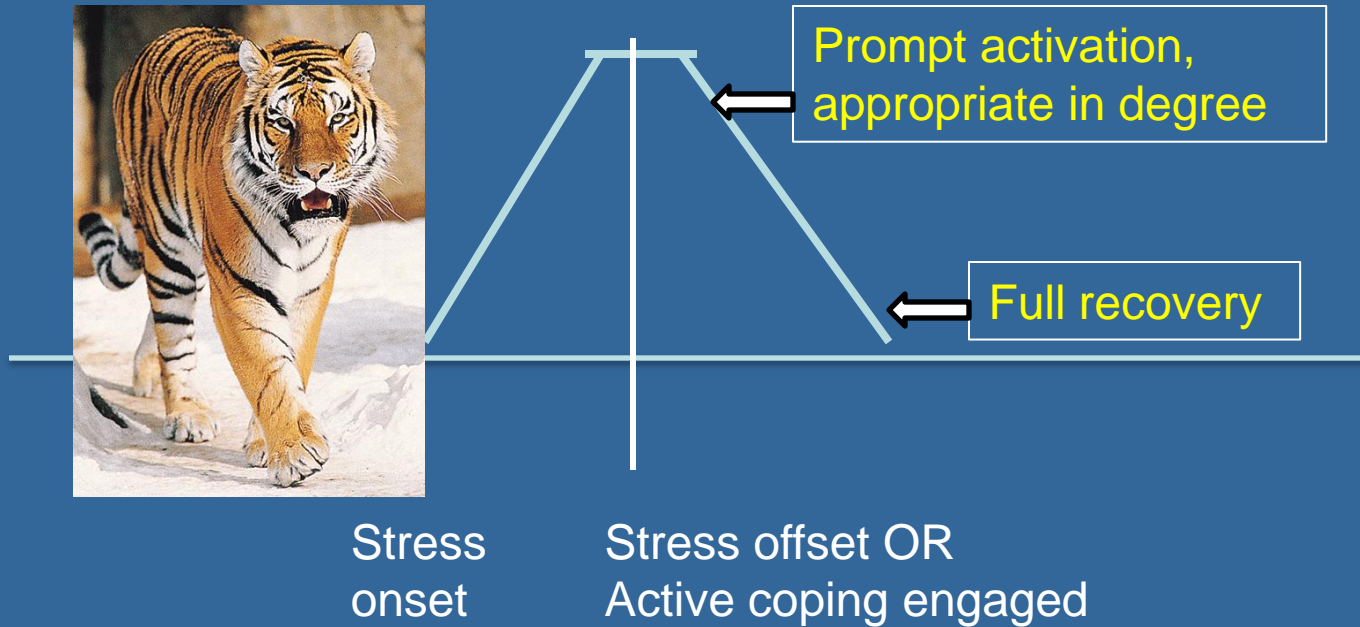 Prompt activation,
appropriate in degree
Full recovery
Stress
onset
Stress offset OR
Active coping engaged